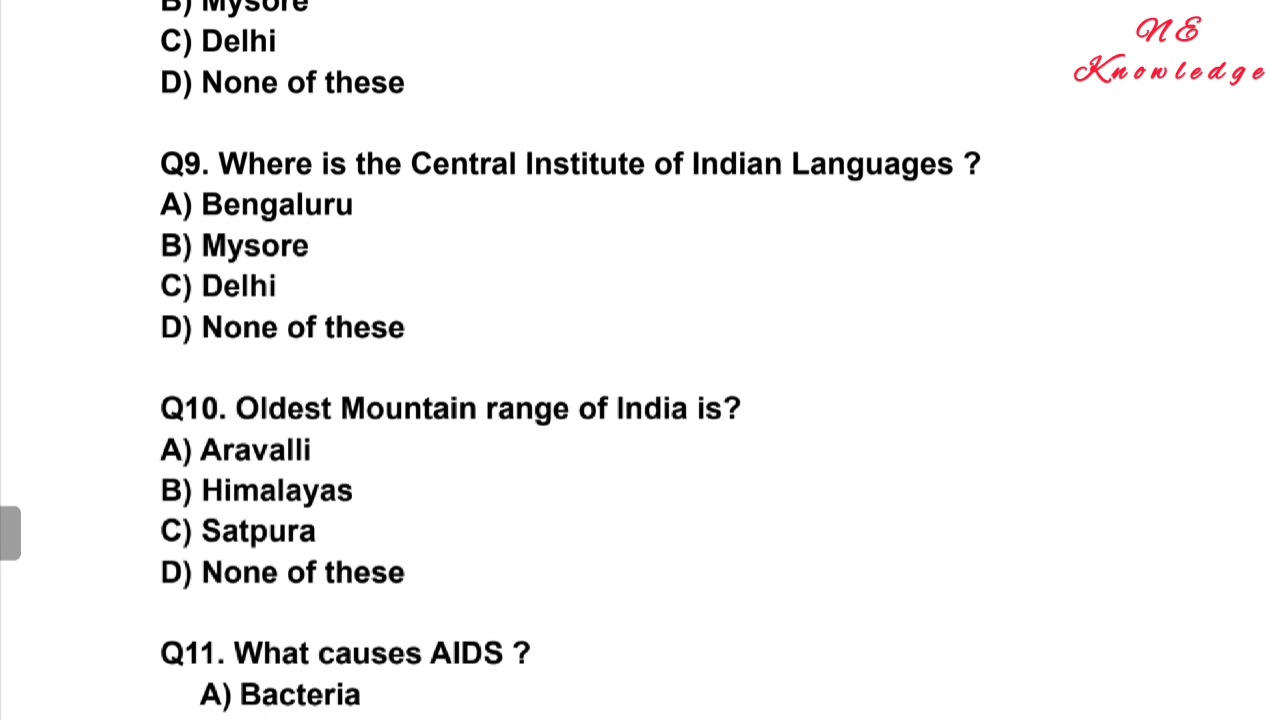 B) Mysore
C) Delhi
D) None of these
NE
Knowledge
Q9. Where is the Central Institute of Indian Languages ?
A) Bengaluru
B) Mysore
C) Delhi
D) None of these
Q10. Oldest Mountain range of India is?
A) Aravalli
B) Himalayas
C) Satpura
D) None of these
Q11. What causes AIDS ?
A) Bacteria